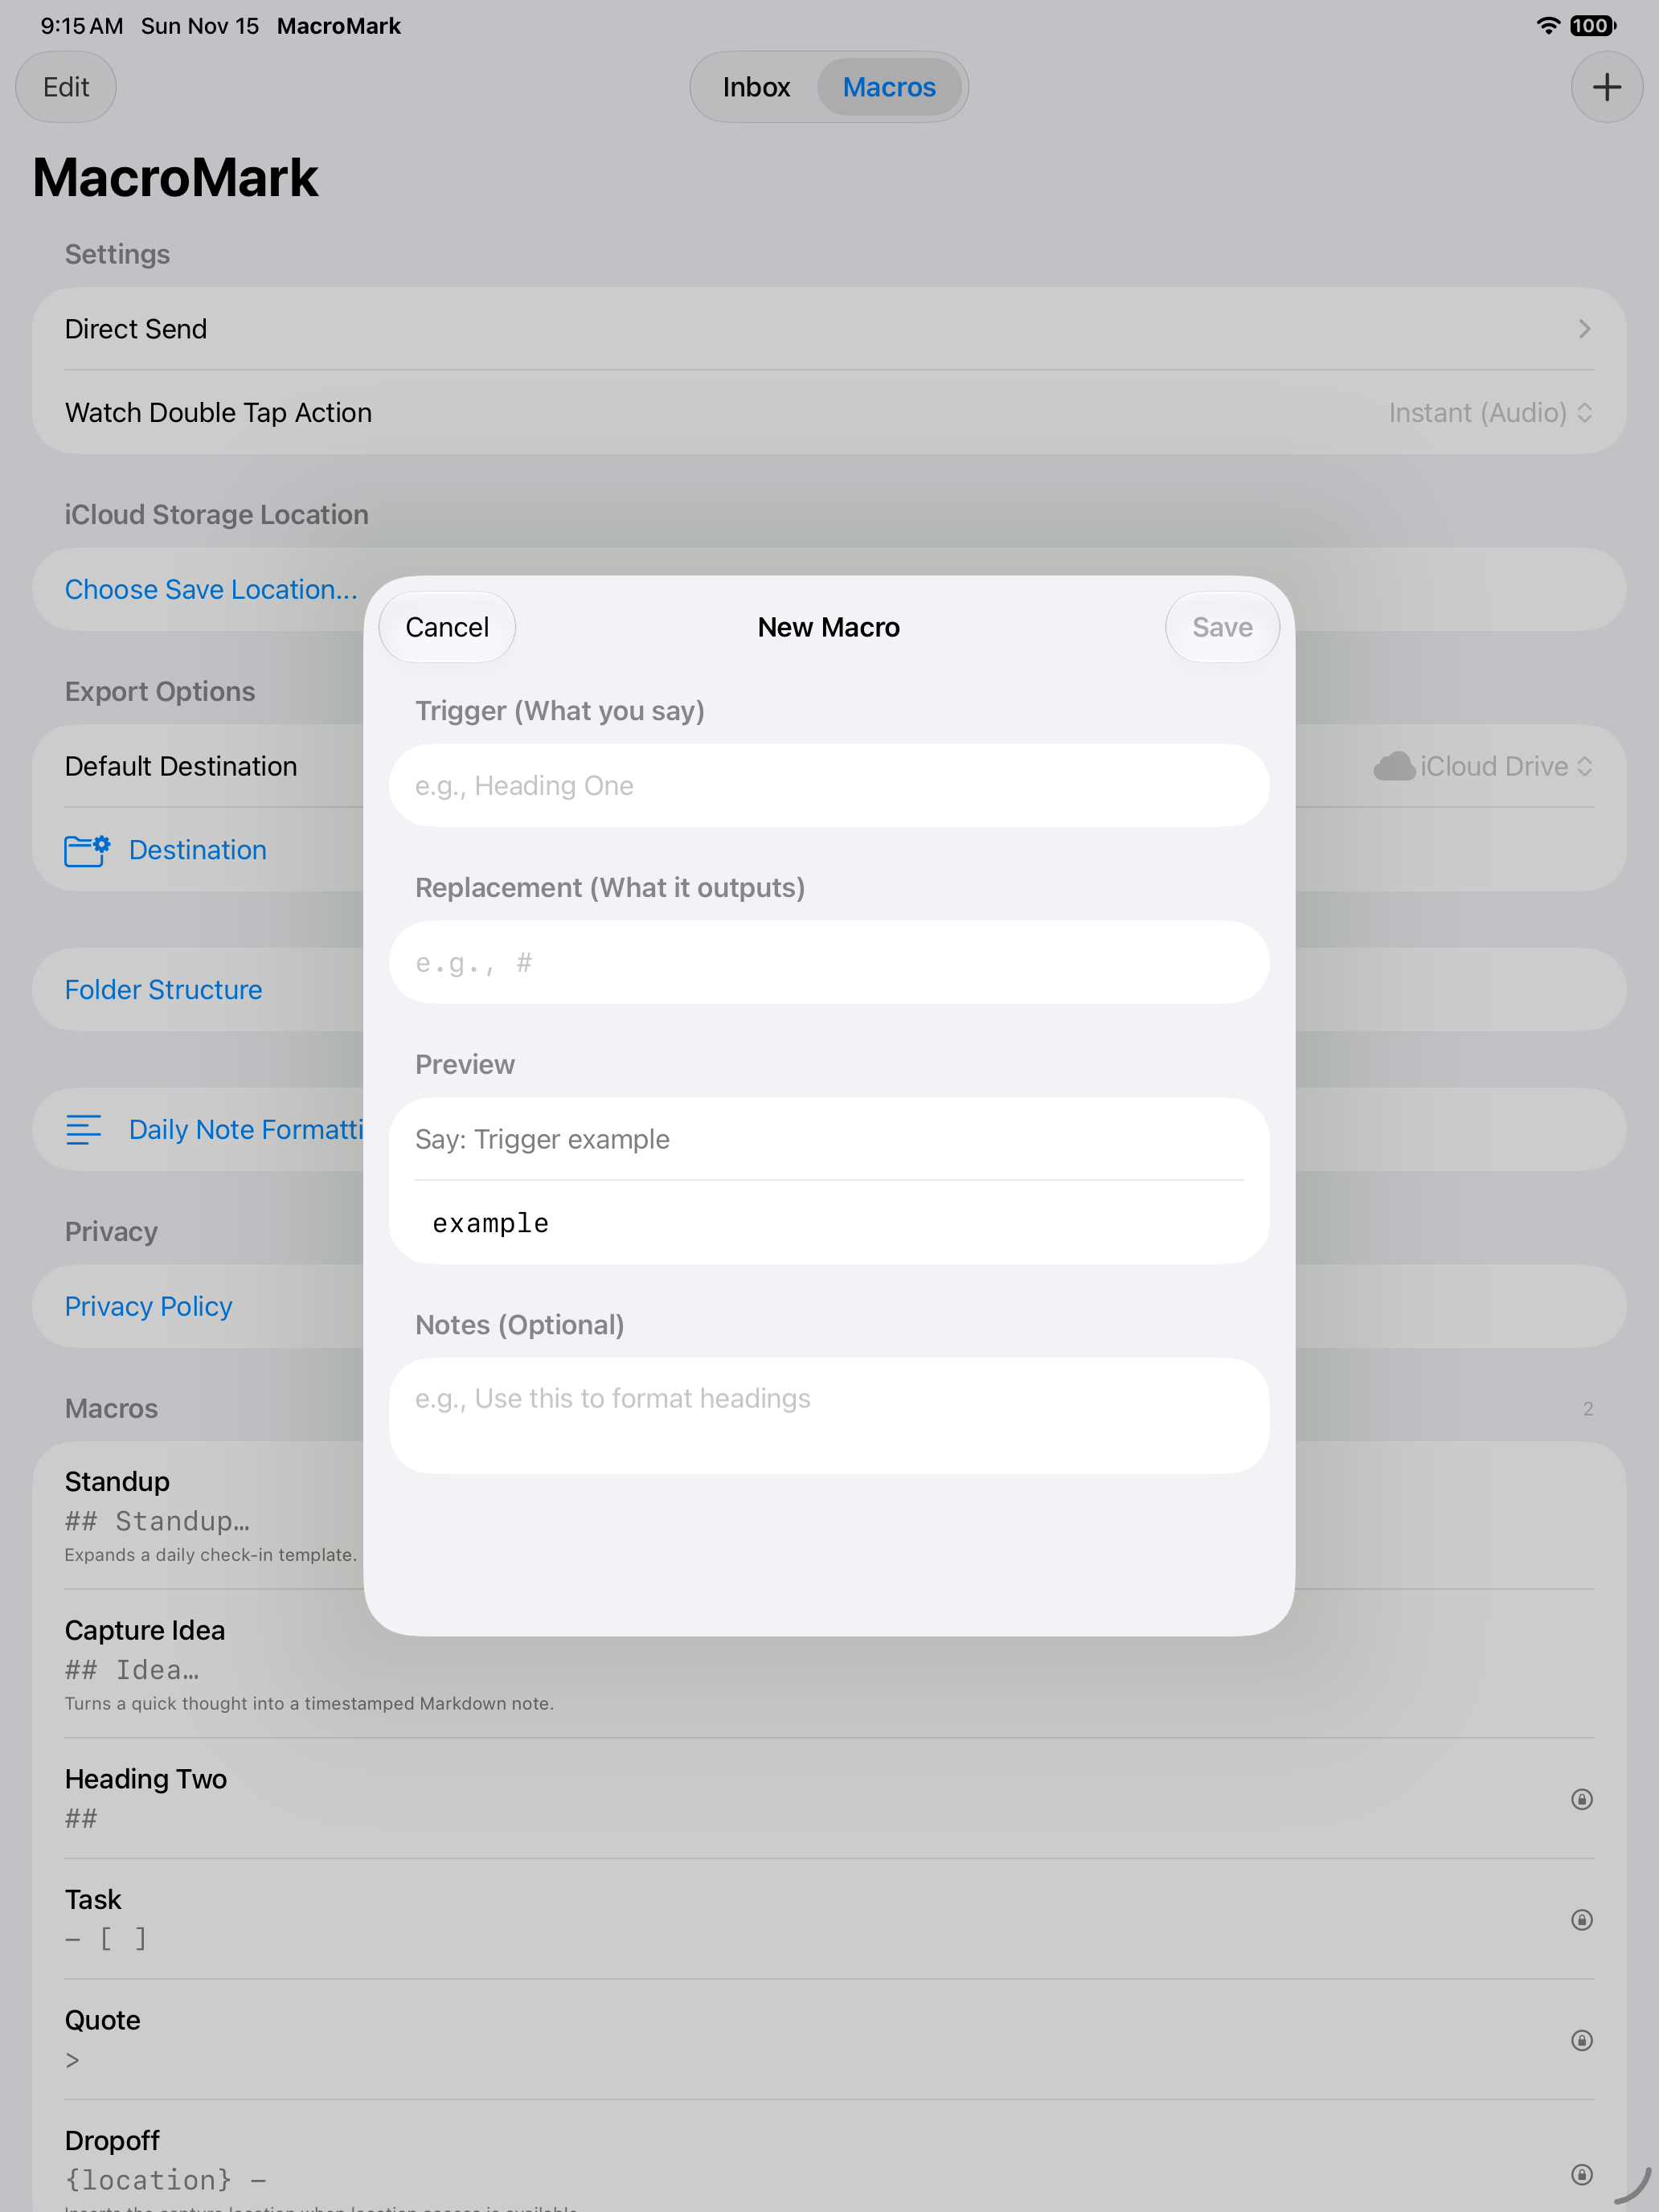 9:15 AM Sun Nov 15 MacroMark
100
Edit
Inbox
Macros
MacroMark
Settings
Direct Send
Watch Double Tap Action
Instant (Audio)
iCloud Storage Location
Choose Save Location...
Export Options
Default Destination
iCloud Drive
Destination
Folder Structure
Daily Note Formatti
Privacy
Privacy Policy
Macros
2
Standup
## Standup…
Expands a daily check-in template.
Capture Idea
## Idea…
Turns a quick thought into a timestamped Markdown note.
Heading Two
##
Task
– [ ]
Quote
>
Dropoff
{location} –
Cancel
New Macro
Save
Trigger (What you say)
e.g., Heading One
Replacement (What it outputs)
e.g., #
Preview
Say: Trigger example
example
Notes (Optional)
e.g., Use this to format headings